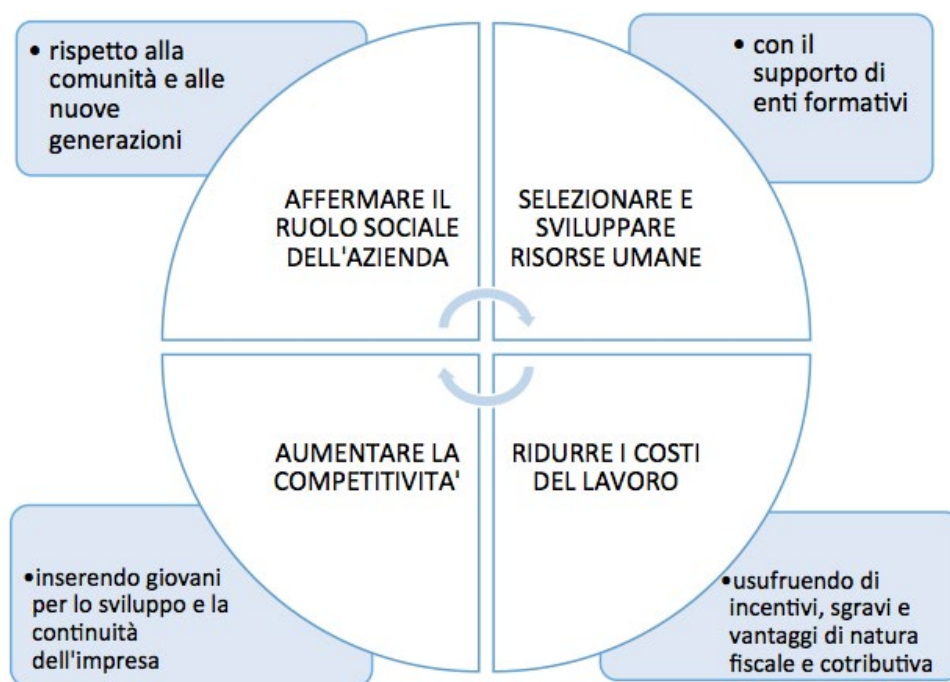 • rispetto alla
comunità e alle
nuove
generazioni
• con il
supporto di
enti formativi
AFFERMARE IL
RUOLO SOCIALE
DELL'AZIENDA
SELEZIONARE E
SVILUPPARE
RISORSE UMANE
AUMENTARE LA
COMPETITIVITA'
RIDURRE I COSTI
DEL LAVORO
•inserendo giovani
per lo sviluppo e la
continuità
dell'impresa
•usufruendo di
incentivi, sgravi e
vantaggi di natura
fiscale e cotributiva